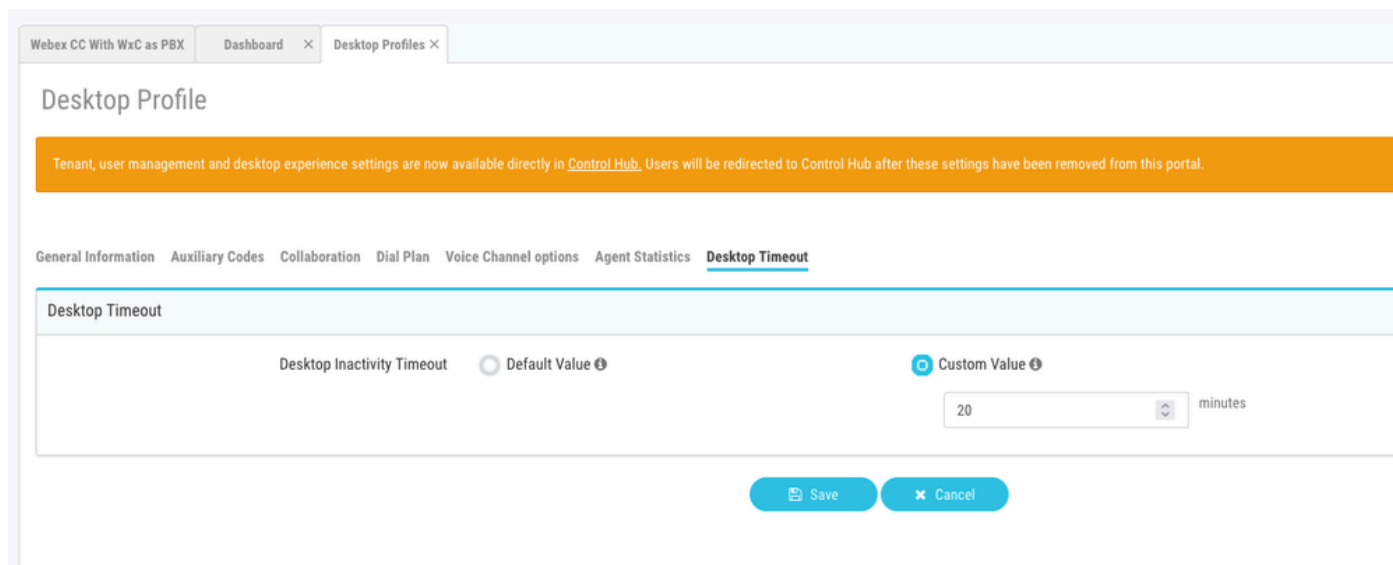 Webex CC With WxC as PBX Dashboard Desktop Profiles
Desktop Profile
Tenant, user management and desktop experience settings are now available directly in Control Hub. Users will be redirected to Control Hub after these settings have been removed from this portal.
General Information Auxiliary Codes Collaboration Dial Plan Voice Channel options Agent Statistics Desktop Timeout
Desktop Timeout
Desktop Inactivity Timeout Default Value Custom Value
20 minutes
Save Cancel